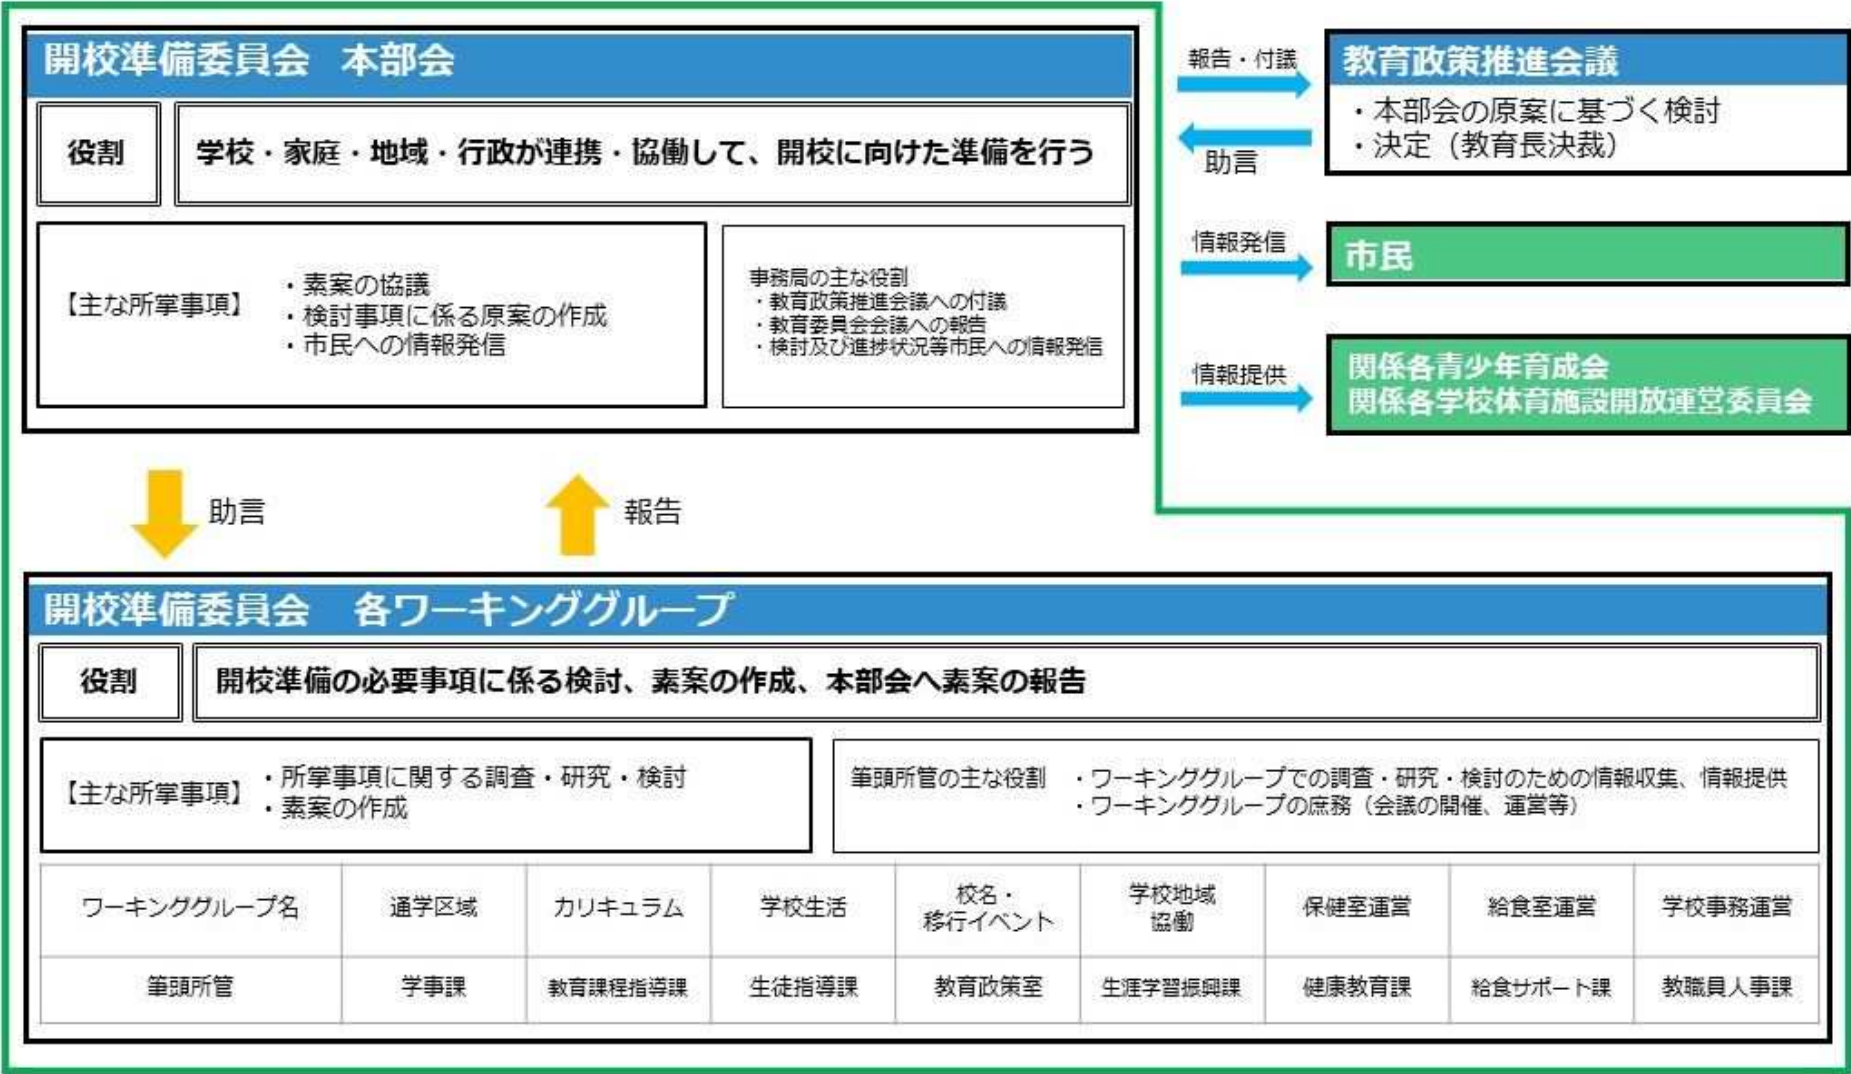 開校準備委員会 本部会
役割
学校・家庭・地域・行政が連携・協働して、開校に向けた準備を行う
【主な所掌事項】
・素案の協議
・検討事項に係る原案の作成
・市民への情報発信
事務局の主な役割
・教育政策推進会議への付議
・教育委員会会議への報告
・検討及び進捗状況等市民への情報発信
報告・付議
助言
教育政策推進会議
・本部会の原案に基づく検討
・決定（教育長決裁）
情報発信
市民
情報提供
関係各青少年育成会
関係各学校体育施設開放運営委員会
助言
報告
開校準備委員会 各ワーキンググループ
役割
開校準備の必要事項に係る検討、素案の作成、本部会へ素案の報告
【主な所掌事項】
・所掌事項に関する調査・研究・検討
・素案の作成
筆頭所管の主な役割 ・ワーキンググループでの調査・研究・検討のための情報収集、情報提供
・ワーキンググループの庶務（会議の開催、運営等）
ワーキンググループ名 通学区域 カリキュラム 学校生活 校名・ 学校地域 保健室運営 給食室運営 学校事務運営
移行イベント 協働
筆頭所管 学事課 教育課程指導課 生徒指導課 教育政策室 生涯学習振興課 健康教育課 給食サポート課 教職員人事課